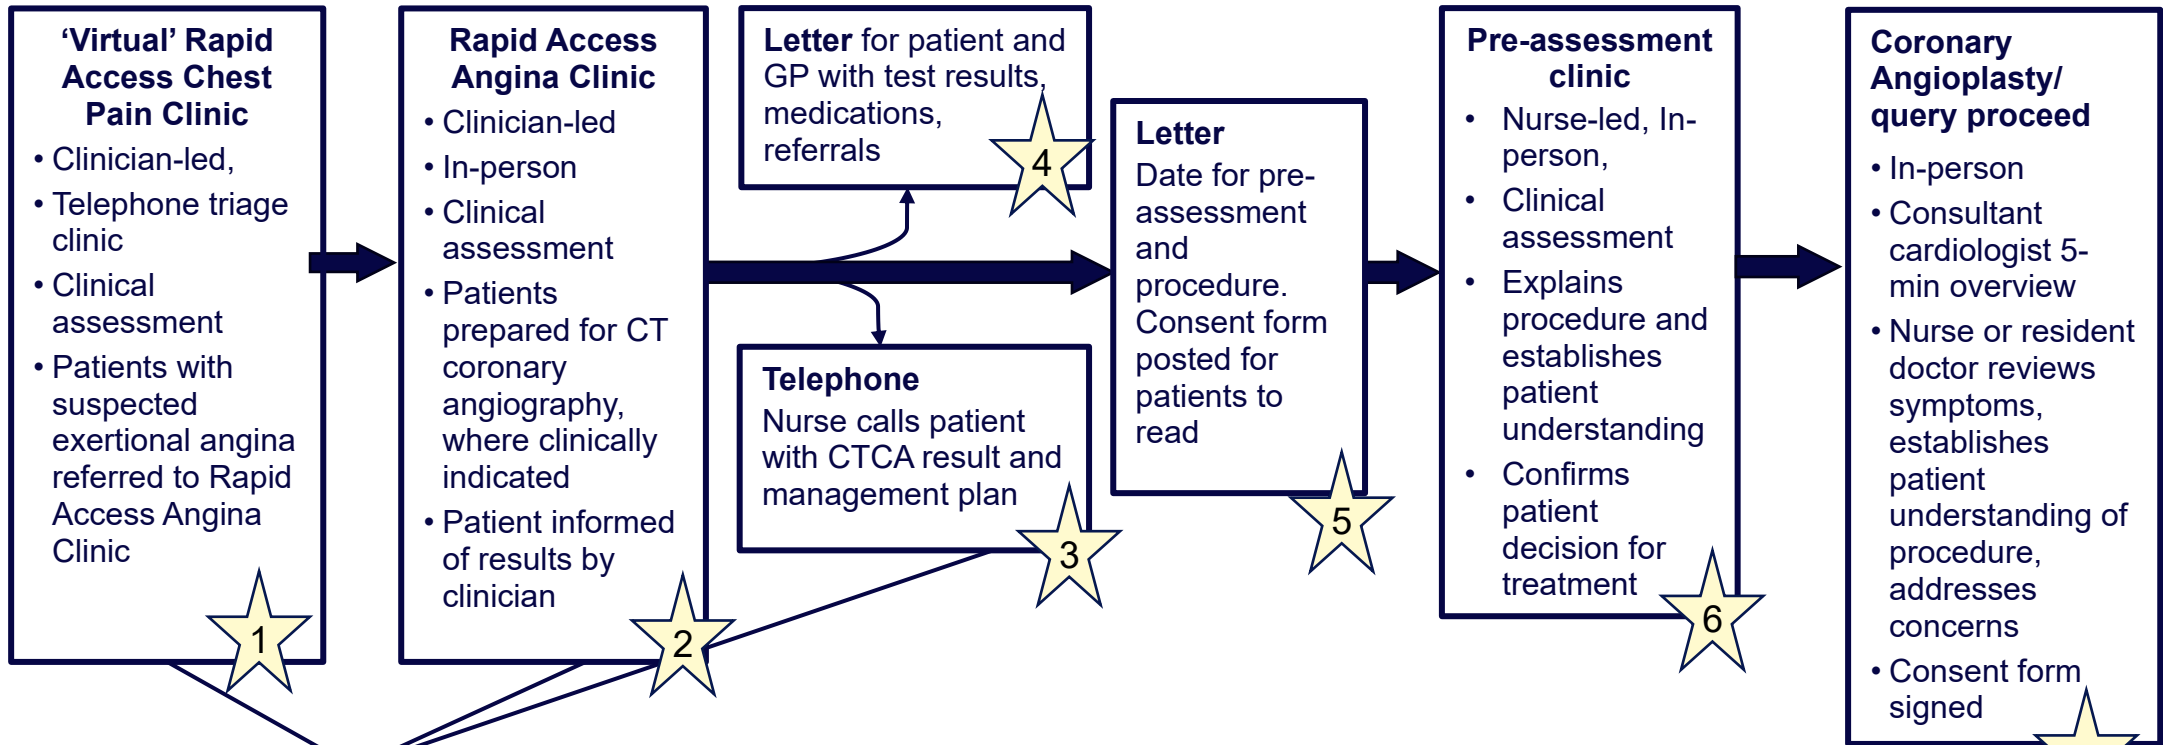 ‘Virtual’ Rapid
Access Chest
Pain Clinic
• Clinician-led,
• Telephone triage
clinic
• Clinical
assessment
• Patients with
suspected
exertional angina
referred to Rapid
Access Angina
Clinic
1
Rapid Access
Angina Clinic
• Clinician-led
• In-person
• Clinical
assessment
• Patients
prepared for CT
coronary
angiography,
where clinically
indicated
• Patient informed
of results by
clinician
2
Letter for patient and
GP with test results,
medications,
referrals
4
Telephone
Nurse calls patient
with CTCA result and
management plan
3
Letter
Date for pre-
assessment
and
procedure.
Consent form
posted for
patients to
read
5
Pre-assessment
clinic
• Nurse-led, In-
person,
• Clinical
assessment
• Explains
procedure and
establishes
patient
understanding
• Confirms
patient
decision for
treatment
6
Coronary
Angioplasty/
query proceed
• In-person
• Consultant
cardiologist 5-
min overview
• Nurse or resident
doctor reviews
symptoms,
establishes
patient
understanding of
procedure,
addresses
concerns
• Consent form
signed